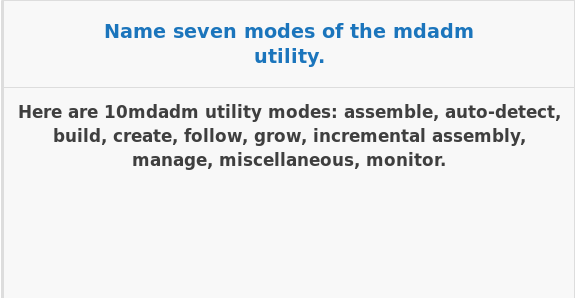 Name seven modes of the mdadm
utility.
Here are 10mdadm utility modes: assemble, auto-detect,
build, create, follow, grow, incremental assembly,
manage, miscellaneous, monitor.